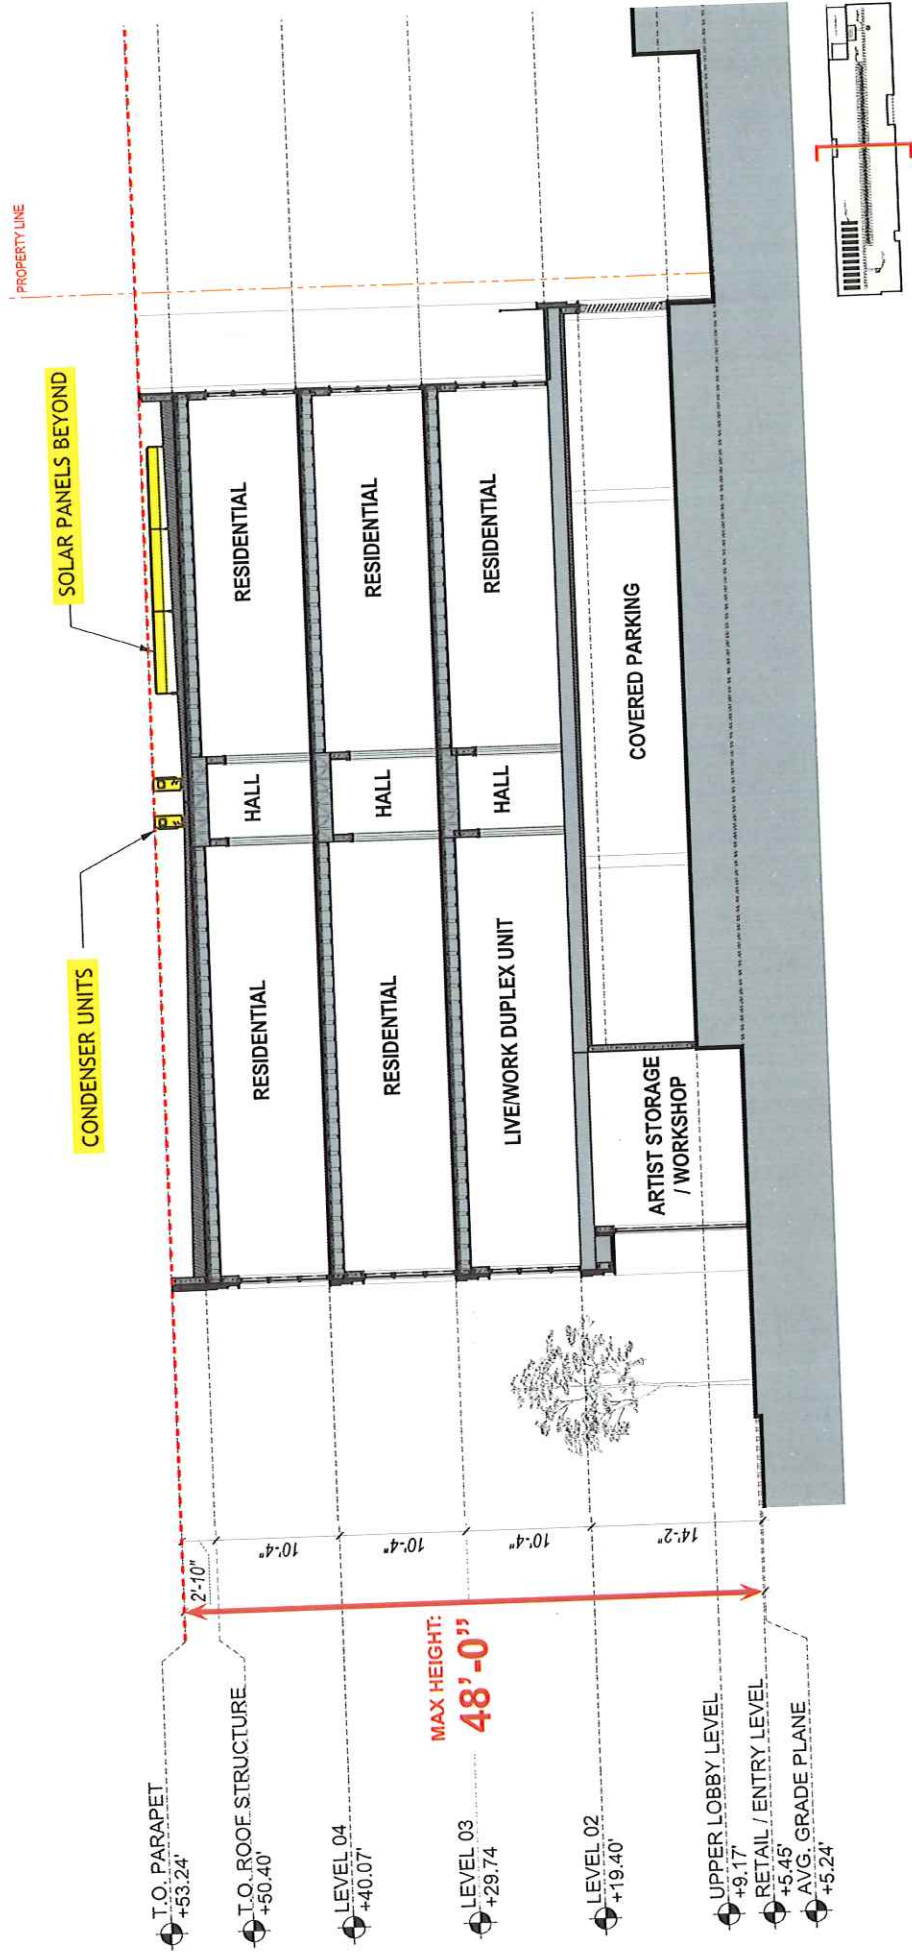 PROPERTY LINE
SOLAR PANELS BEYOND
CONDENSER UNITS
T.O. PARAPET
+53.24'
T.O. ROOF STRUCTURE
+50.40'
LEVEL 04
+40.07'
LEVEL 03
+29.74
LEVEL 02
+19.40'
UPPER LOBBY LEVEL
+9.17'
RETAIL / ENTRY LEVEL
+5.45'
AVG. GRADE PLANE
+5.24'
MAX HEIGHT:
48'-0"
2'-10"
10'-4"
10'-4"
10'-4"
14'-2"
RESIDENTIAL
HALL
RESIDENTIAL
RESIDENTIAL
HALL
RESIDENTIAL
LIVE/WORK DUPLEX UNIT
HALL
RESIDENTIAL
ARTIST STORAGE
/ WORKSHOP
COVERED PARKING